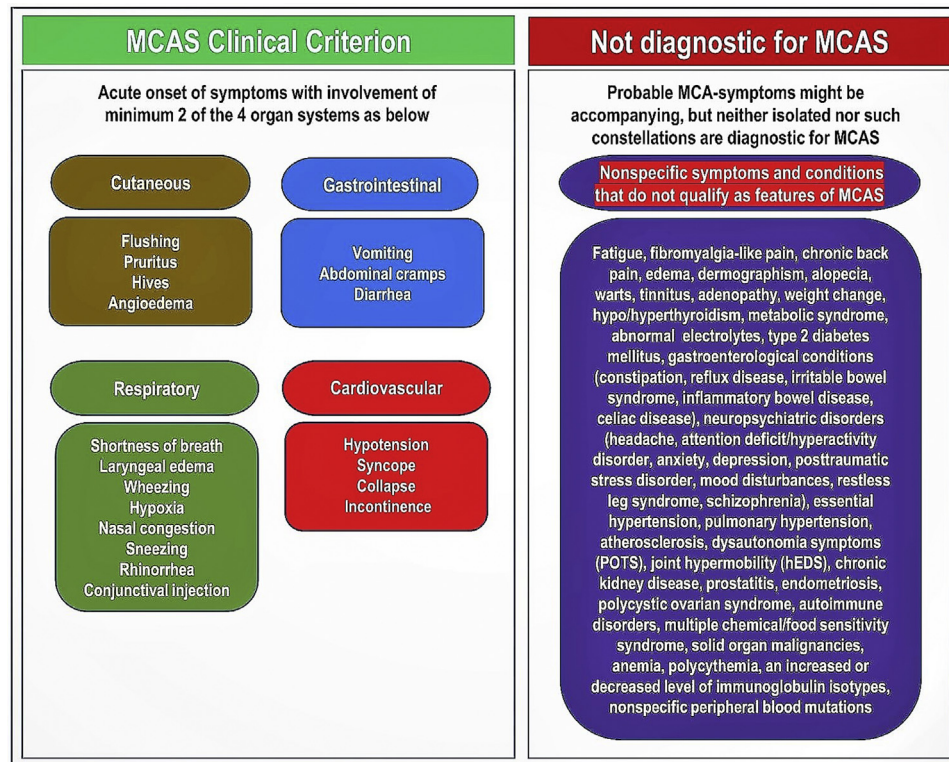 MCAS Clinical Criterion
Acute onset of symptoms with involvement of
minimum 2 of the 4 organ systems as below
Cutaneous
Flushing
Pruritus
Hives
Angioedema
Gastrointestinal
Vomiting
Abdominal cramps
Diarrhea
Respiratory
Shortness of breath
Laryngeal edema
Wheezing
Hypoxia
Nasal congestion
Sneezing
Rhinorrhea
Conjunctival injection
Cardiovascular
Hypotension
Syncope
Collapse
Incontinence
Not diagnostic for MCAS
Probable MCA-symptoms might be
accompanying, but neither isolated nor such
constellations are diagnostic for MCAS
Nonspecific symptoms and conditions
that do not qualify as features of MCAS
Fatigue, fibromyalgia-like pain, chronic back
pain, edema, dermographism, alopecia,
warts, tinnitus, adenopathy, weight change,
hypo/hyperthyroidism, metabolic syndrome,
abnormal electrolytes, type 2 diabetes
mellitus, gastroenterological conditions
(constipation, reflux disease, irritable bowel
syndrome, inflammatory bowel disease,
celiac disease), neuropsychiatric disorders
(headache, attention deficit/hyperactivity
disorder, anxiety, depression, posttraumatic
stress disorder, mood disturbances, restless
leg syndrome, schizophrenia), essential
hypertension, pulmonary hypertension,
atherosclerosis, dysautonomia symptoms
(POTS), joint hypermobility (hEDS), chronic
kidney disease, prostatitis, endometriosis,
polycystic ovarian syndrome, autoimmune
disorders, multiple chemical/food sensitivity
syndrome, solid organ malignancies,
anemia, polycythemia, an increased or
decreased level of immunoglobulin isotypes,
nonspecific peripheral blood mutations